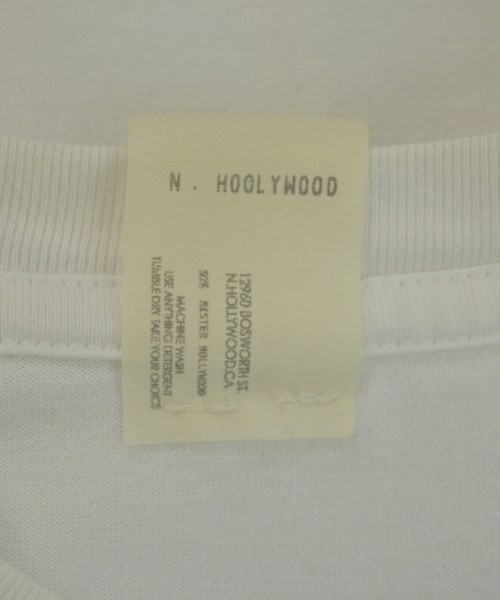 N. HOOLYWOOD
12960 BOSWORTH ST.
N.HOLLYWOOD.CA
50% MISTER HOLLYWOOD
MACHINE WASH
USE ANYTHING DETERGENT
TUMBLE DRY TAKE YOUR CHOICE